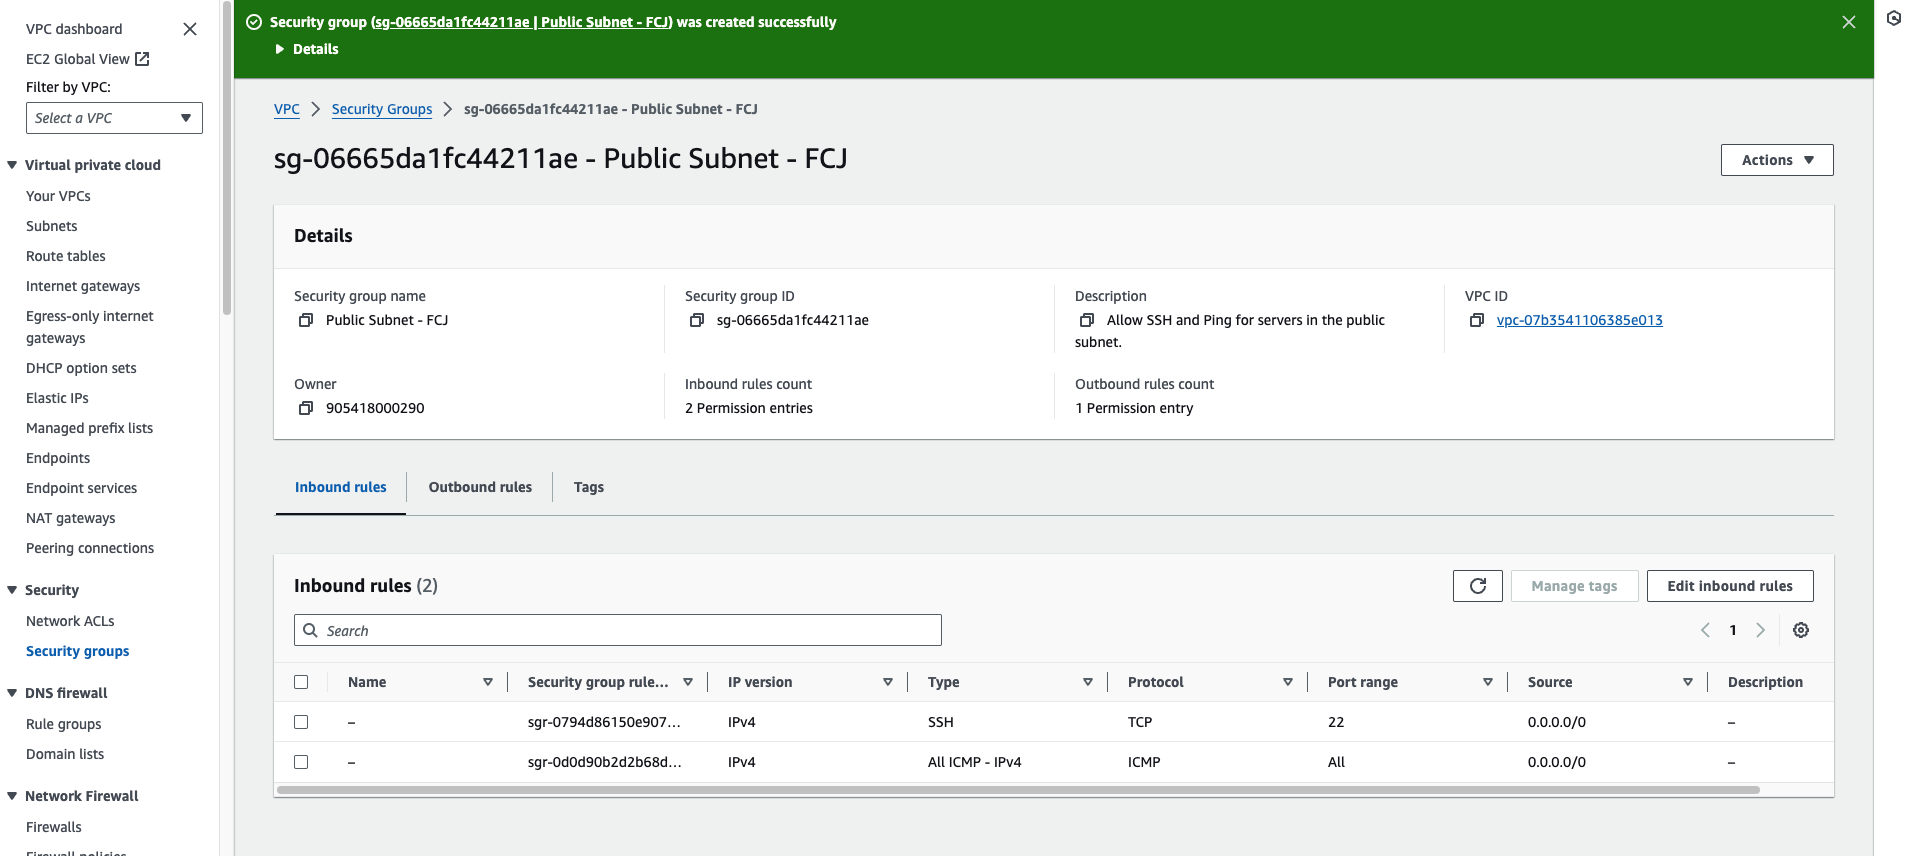 VPC dashboard
EC2 Global View
Filter by VPC:
Select a VPC
Virtual private cloud
Your VPCs
Subnets
Route tables
Internet gateways
Egress-only internet
gateways
DHCP option sets
Elastic IPs
Managed prefix lists
Endpoints
Endpoint services
NAT gateways
Peering connections
Security
Network ACLs
Security groups
DNS firewall
Rule groups
Domain lists
Network Firewall
Firewalls
Firewall policies
Security group (sg-06665da1fc44211ae | Public Subnet - FCJ) was created successfully
Details
VPC > Security Groups > sg-06665da1fc44211ae - Public Subnet - FCJ
sg-06665da1fc44211ae - Public Subnet - FCJ
Actions
Details
Security group name
Public Subnet - FCJ
Security group ID
sg-06665da1fc44211ae
Description
Allow SSH and Ping for servers in the public
subnet.
VPC ID
vpc-07b3541106385e013
Owner
905418000290
Inbound rules count
2 Permission entries
Outbound rules count
1 Permission entry
Inbound rules Outbound rules Tags
Inbound rules (2)
Manage tags
Edit inbound rules
Search
1
Name Security group rule... IP version Type Protocol Port range Source Description
– sgr-0794d86150e907... IPv4 SSH TCP 22 0.0.0.0/0 –
– sgr-0d0d90b2d2b68d... IPv4 All ICMP - IPv4 ICMP All 0.0.0.0/0 –